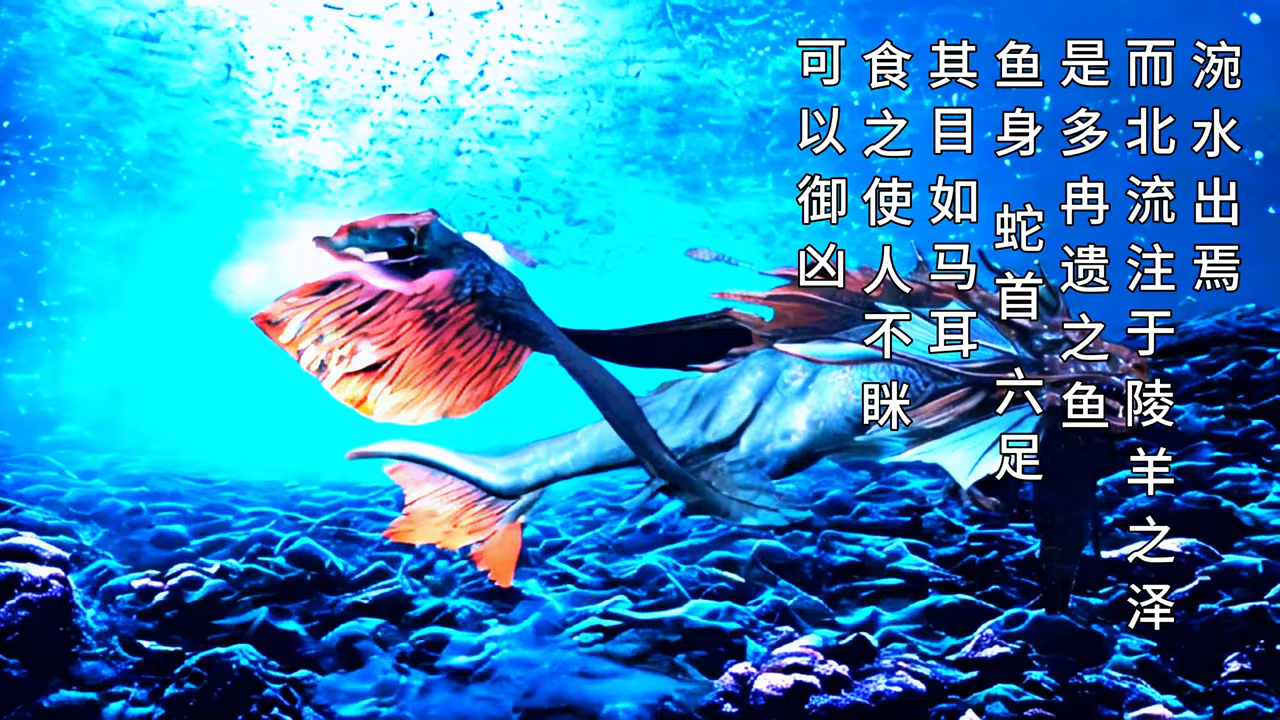 涴水出焉
而北流注于陵羊之泽
是多冉遗之鱼
鱼身 蛇首 六足
其目如马耳
食之使人不眯
可以御凶